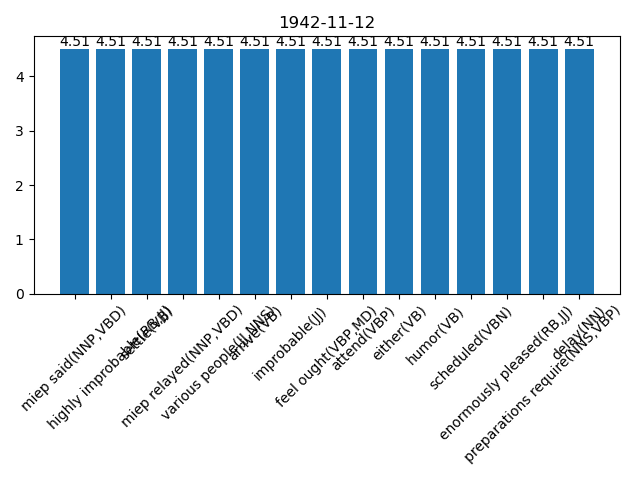 1942-11-12
4.51 4.51 4.51 4.51 4.51 4.51 4.51 4.51 4.51 4.51 4.51 4.51 4.51 4.51 4.51
4
3
2
1
0
miep said(NNP,VBD)
highly improbable(RB,JJ)
settle(VB)
miep relayed(NNP,VBD)
various people(JJ,NNS)
arrive(VB)
improbable(JJ)
feel ought(VBP,MD)
attend(VBP)
either(VB)
humor(VB)
scheduled(VBN)
enormously pleased(RB,JJ)
preparations require(NNS,VBP)
delay(NN)